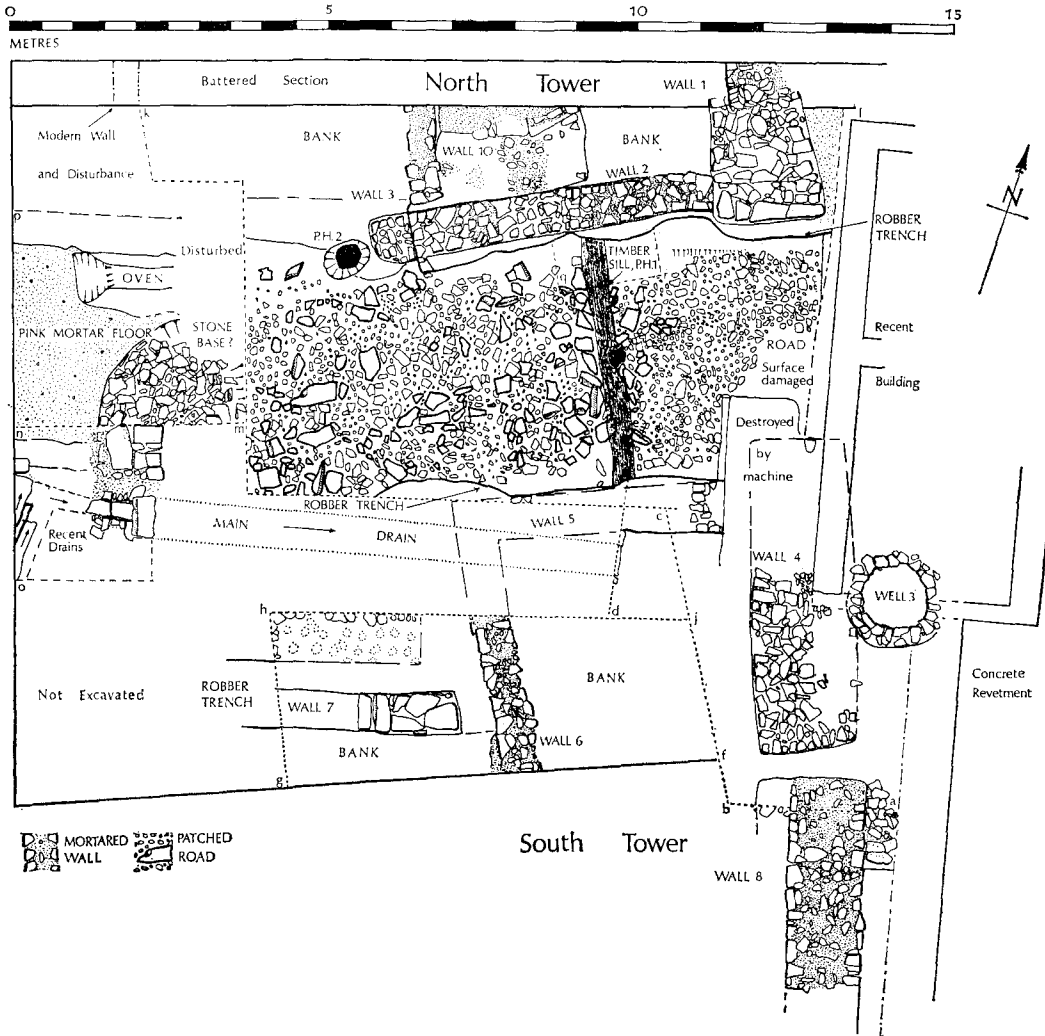 0 5 10 15
METRES
Battered Section
North Tower
WALL 1
k
l
Modern Wall
and Disturbance
BANK
WALL 10
BANK
WALL 2
WALL 3
N
p
P.H.2
ROBBER
TRENCH
Disturbed
TIMBER
SILL, P.H.1
OVEN
q
PINK MORTAR FLOOR
STONE
BASE?
ROAD
Surface
damaged
Recent
Building
Destroyed
by
machine
n
m
ROBBER TRENCH
WALL 5
c
MAIN DRAIN
Recent
Drains
WALL 4
e
o
WELL 3
h
d
j
Not Excavated
ROBBER
TRENCH
WALL 7
BANK
BANK
WALL 6
Concrete
Revetment
g
f
b
a
MORTARED
WALL
PATCHED
ROAD
South Tower
WALL 8